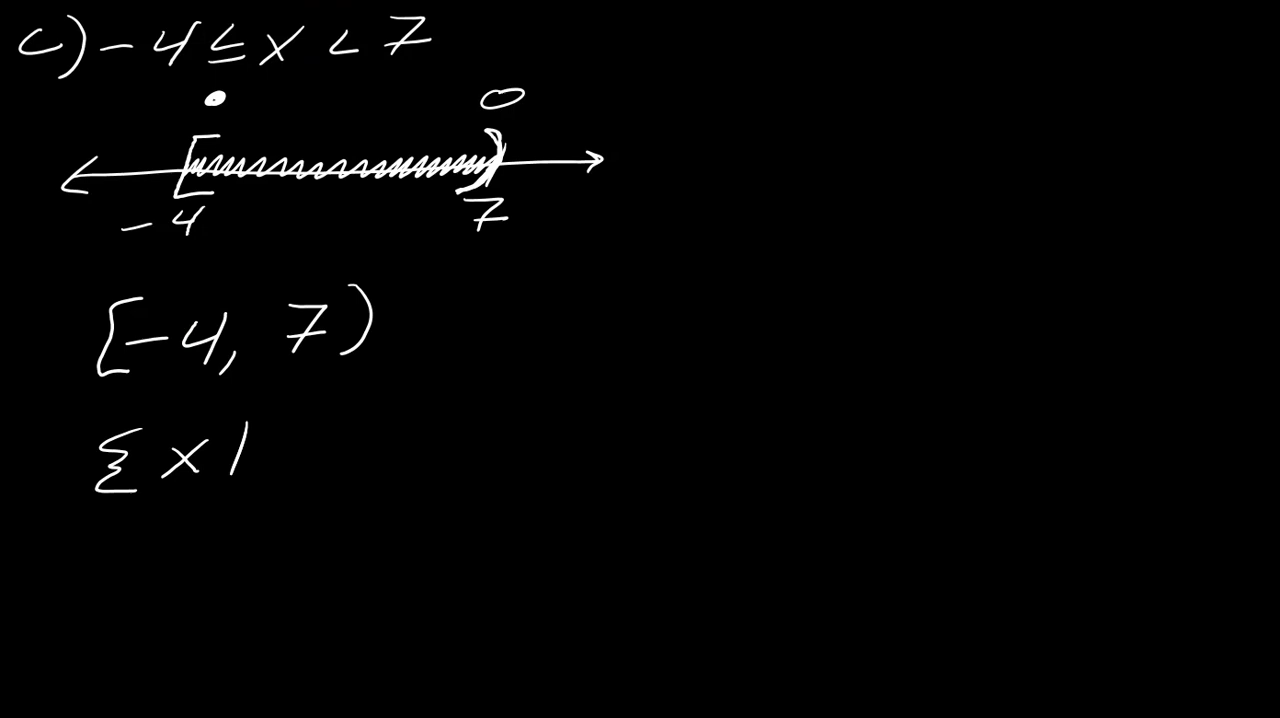 c) -4 ≤ x < 7
[ )
-4 7
[-4, 7)
{ x |